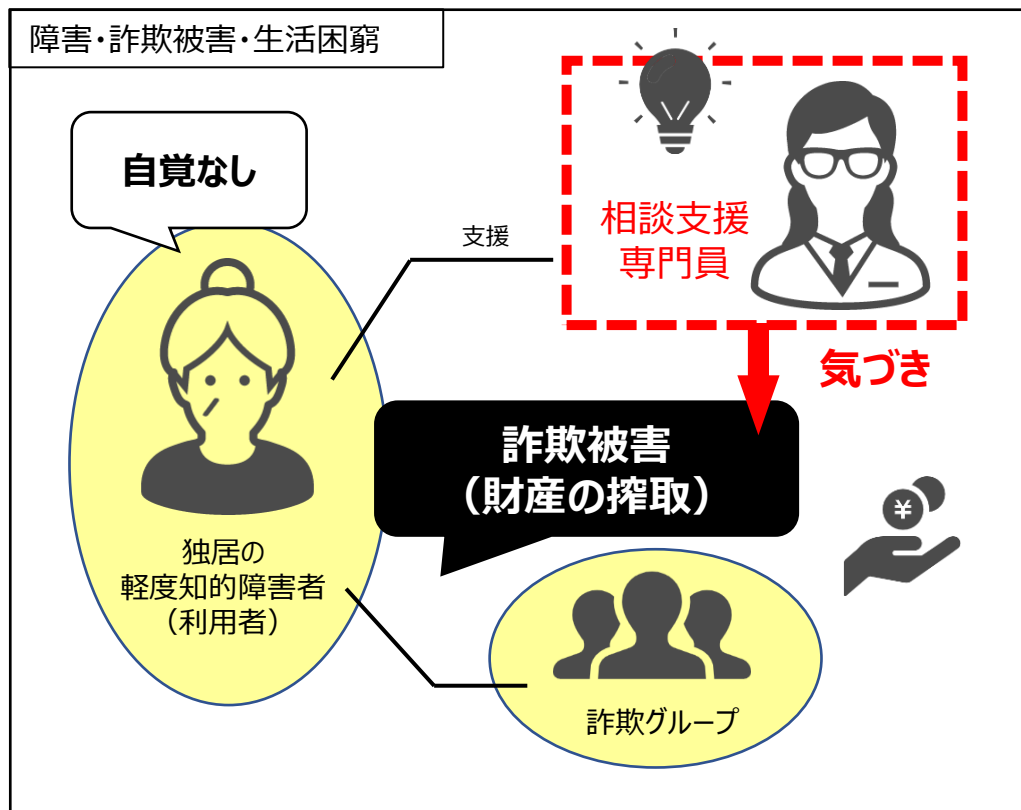 障害・詐欺被害・生活困窮
自覚なし
支援
相談支援
専門員
気づき
詐欺被害
（財産の搾取）
¥
独居の
軽度知的障害者
（利用者）
詐欺グループ